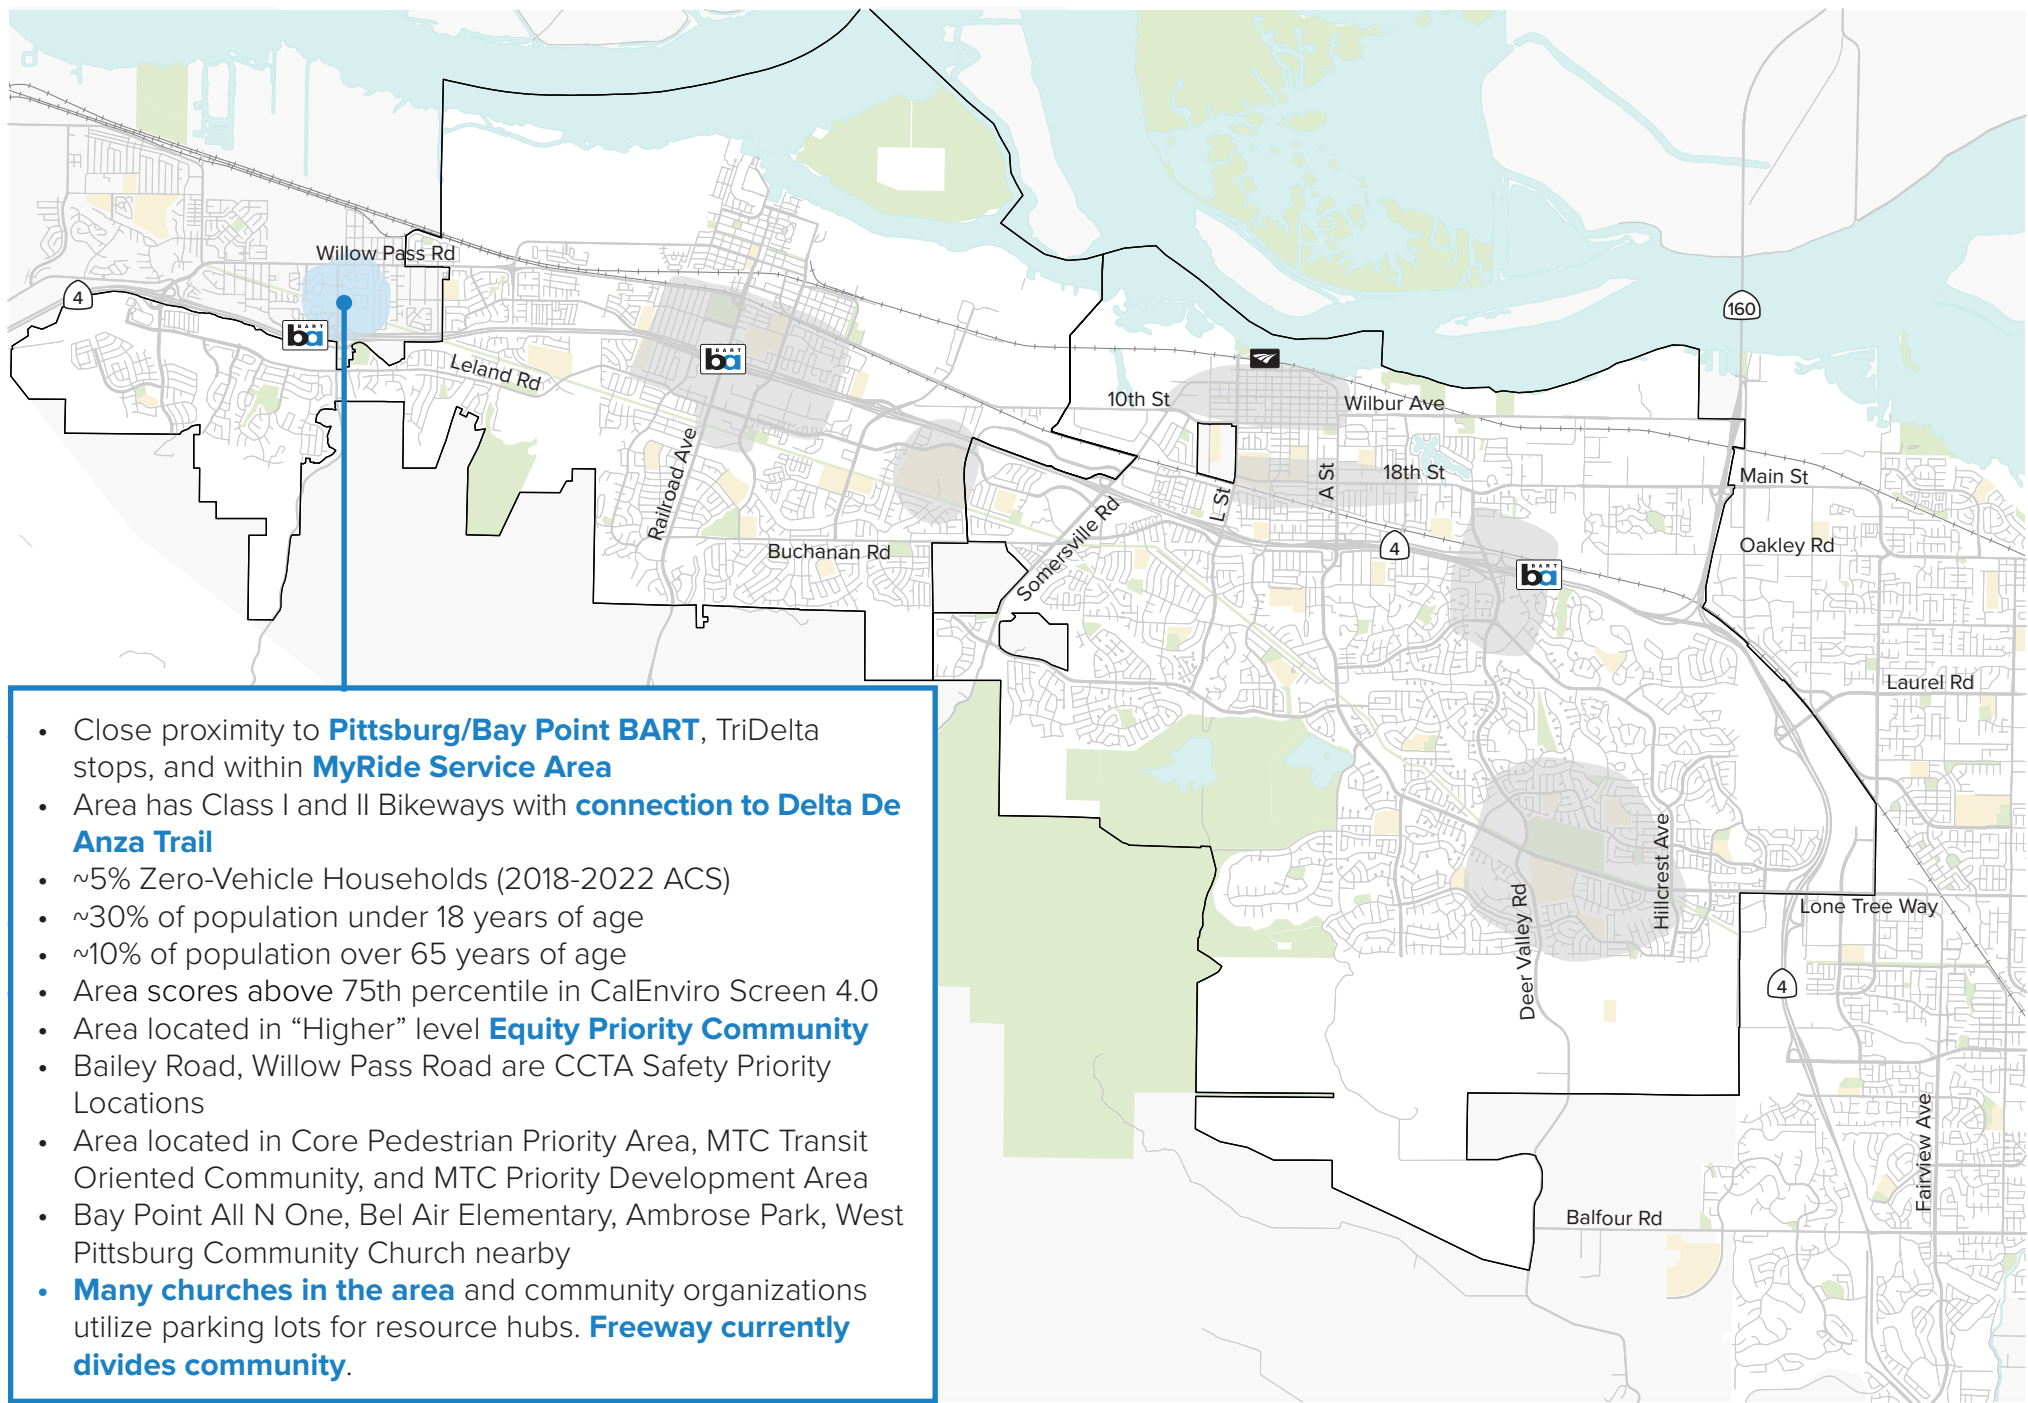 Willow Pass Rd
4
BART
ba
Leland Rd
BART
ba
Railroad Ave
Buchanan Rd
Somersville Rd
10th St
Wilbur Ave
L St
A St
18th St
160
Main St
4
BART
ba
Oakley Rd
Laurel Rd
Hillcrest Ave
Deer Valley Rd
Lone Tree Way
4
Fairview Ave
Balfour Rd
• Close proximity to Pittsburg/Bay Point BART, TriDelta
stops, and within MyRide Service Area
• Area has Class I and II Bikeways with connection to Delta De
Anza Trail
• ~5% Zero-Vehicle Households (2018-2022 ACS)
• ~30% of population under 18 years of age
• ~10% of population over 65 years of age
• Area scores above 75th percentile in CalEnviro Screen 4.0
• Area located in “Higher” level Equity Priority Community
• Bailey Road, Willow Pass Road are CCTA Safety Priority
Locations
• Area located in Core Pedestrian Priority Area, MTC Transit
Oriented Community, and MTC Priority Development Area
• Bay Point All N One, Bel Air Elementary, Ambrose Park, West
Pittsburg Community Church nearby
• Many churches in the area and community organizations
utilize parking lots for resource hubs. Freeway currently
divides community.